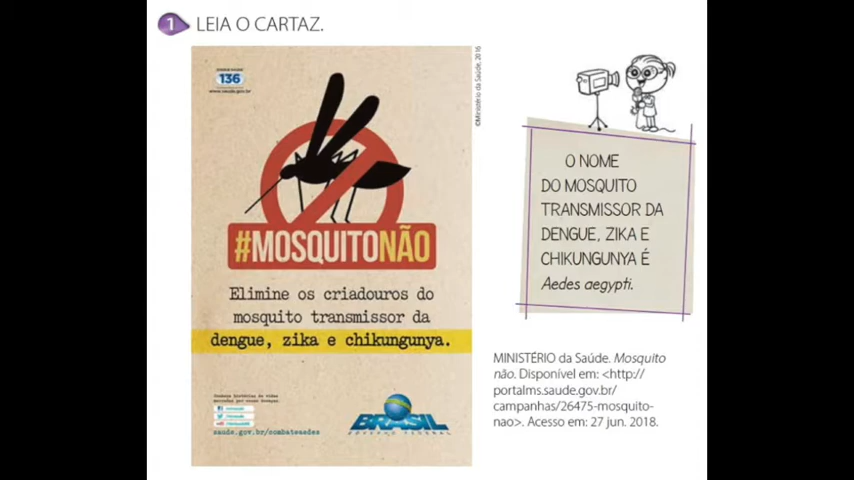 1 LEIA O CARTAZ.
136
www.saude.gov.br
©Ministério da Saúde, 2016
#MOSQUITONÃO
Elimine os criadouros do
mosquito transmissor da
dengue, zika e chikungunya.
saude.gov.br/combateaedes
BRASIL
GOVERNO FEDERAL
O NOME
DO MOSQUITO
TRANSMISSOR DA
DENGUE, ZIKA E
CHIKUNGUNYA É
Aedes aegypti.
MINISTÉRIO da Saúde. Mosquito
não. Disponível em: <http://
portalms.saude.gov.br/
campanhas/26475-mosquito-
nao>. Acesso em: 27 jun. 2018.